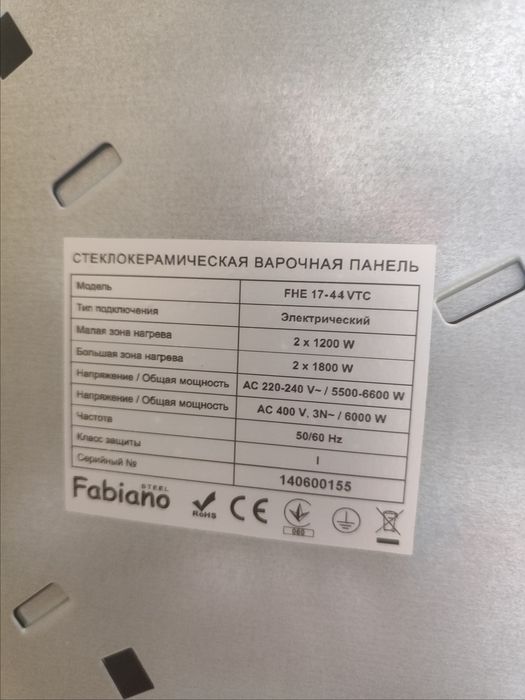 СТЕКЛОКЕРАМИЧЕСКАЯ ВАРОЧНАЯ ПАНЕЛЬ
Модель FHE 17-44 VTC
Тип подключения Электрический
Малая зона нагрева 2 x 1200 W
Большая зона нагрева 2 x 1800 W
Напряжение / Общая мощность AC 220-240 V~ / 5500-6600 W
Напряжение / Общая мощность AC 400 V, 3N~ / 6000 W
Частота 50/60 Hz
Класс защиты I
Серийный № 140600155
Fabiano STEEL RoHS CE 060